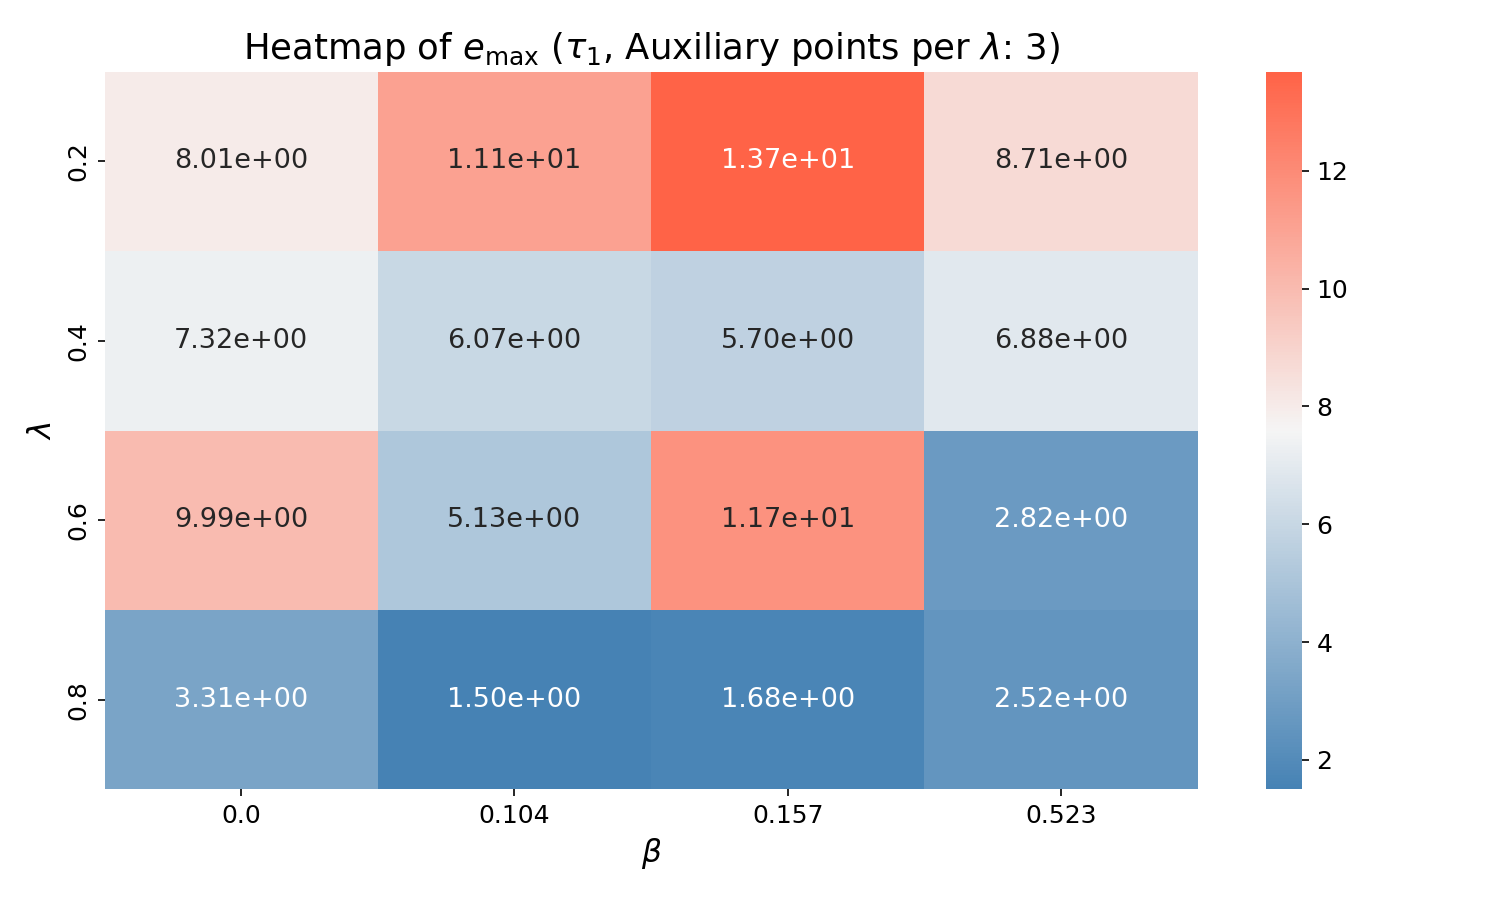 Heatmap of e_max (τ_1, Auxiliary points per λ: 3)
0.2 8.01e+00 1.11e+01 1.37e+01 8.71e+00
0.4 7.32e+00 6.07e+00 5.70e+00 6.88e+00
0.6 9.99e+00 5.13e+00 1.17e+01 2.82e+00
0.8 3.31e+00 1.50e+00 1.68e+00 2.52e+00
λ
0.0 0.104 0.157 0.523
β
12
10
8
6
4
2